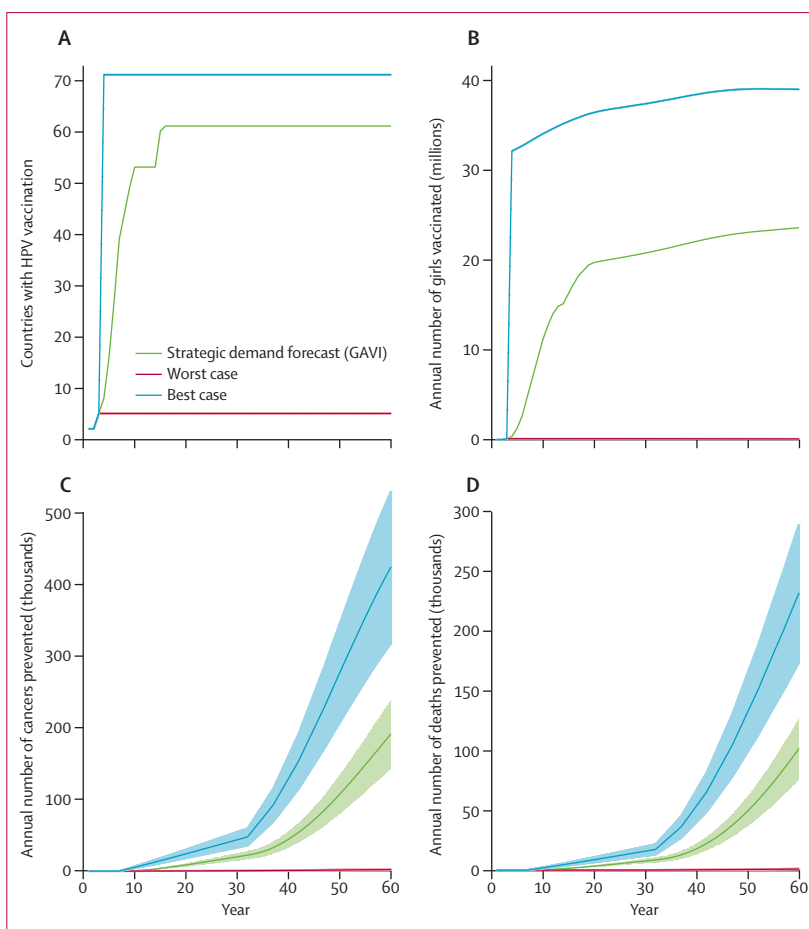 A
B
Countries with HPV vaccination
70
60
50
40
30
20
10
0
Strategic demand forecast (GAVI)
Worst case
Best case
Annual number of girls vaccinated (millions)
40
30
20
10
0
C
D
Annual number of cancers prevented (thousands)
500
400
300
200
100
0
0 10 20 30 40 50 60
Year
Annual number of deaths prevented (thousands)
300
250
200
150
100
50
0
0 10 20 30 40 50 60
Year